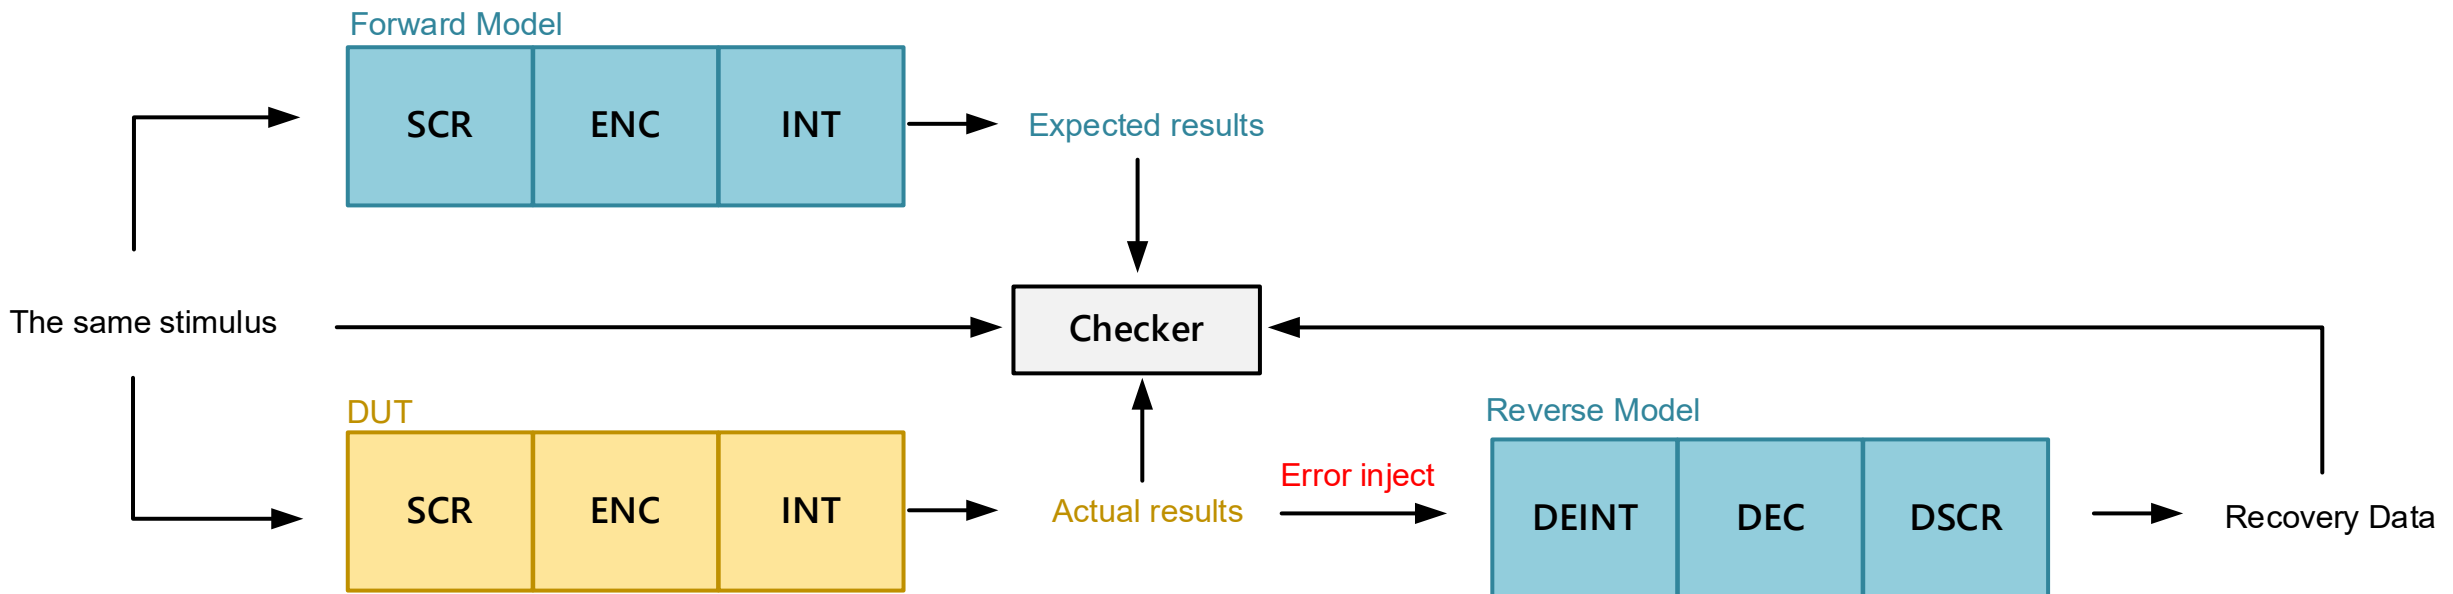 Forward Model
SCR
ENC
INT
Expected results
The same stimulus
Checker
DUT
SCR
ENC
INT
Actual results
Error inject
Reverse Model
DEINT
DEC
DSCR
Recovery Data